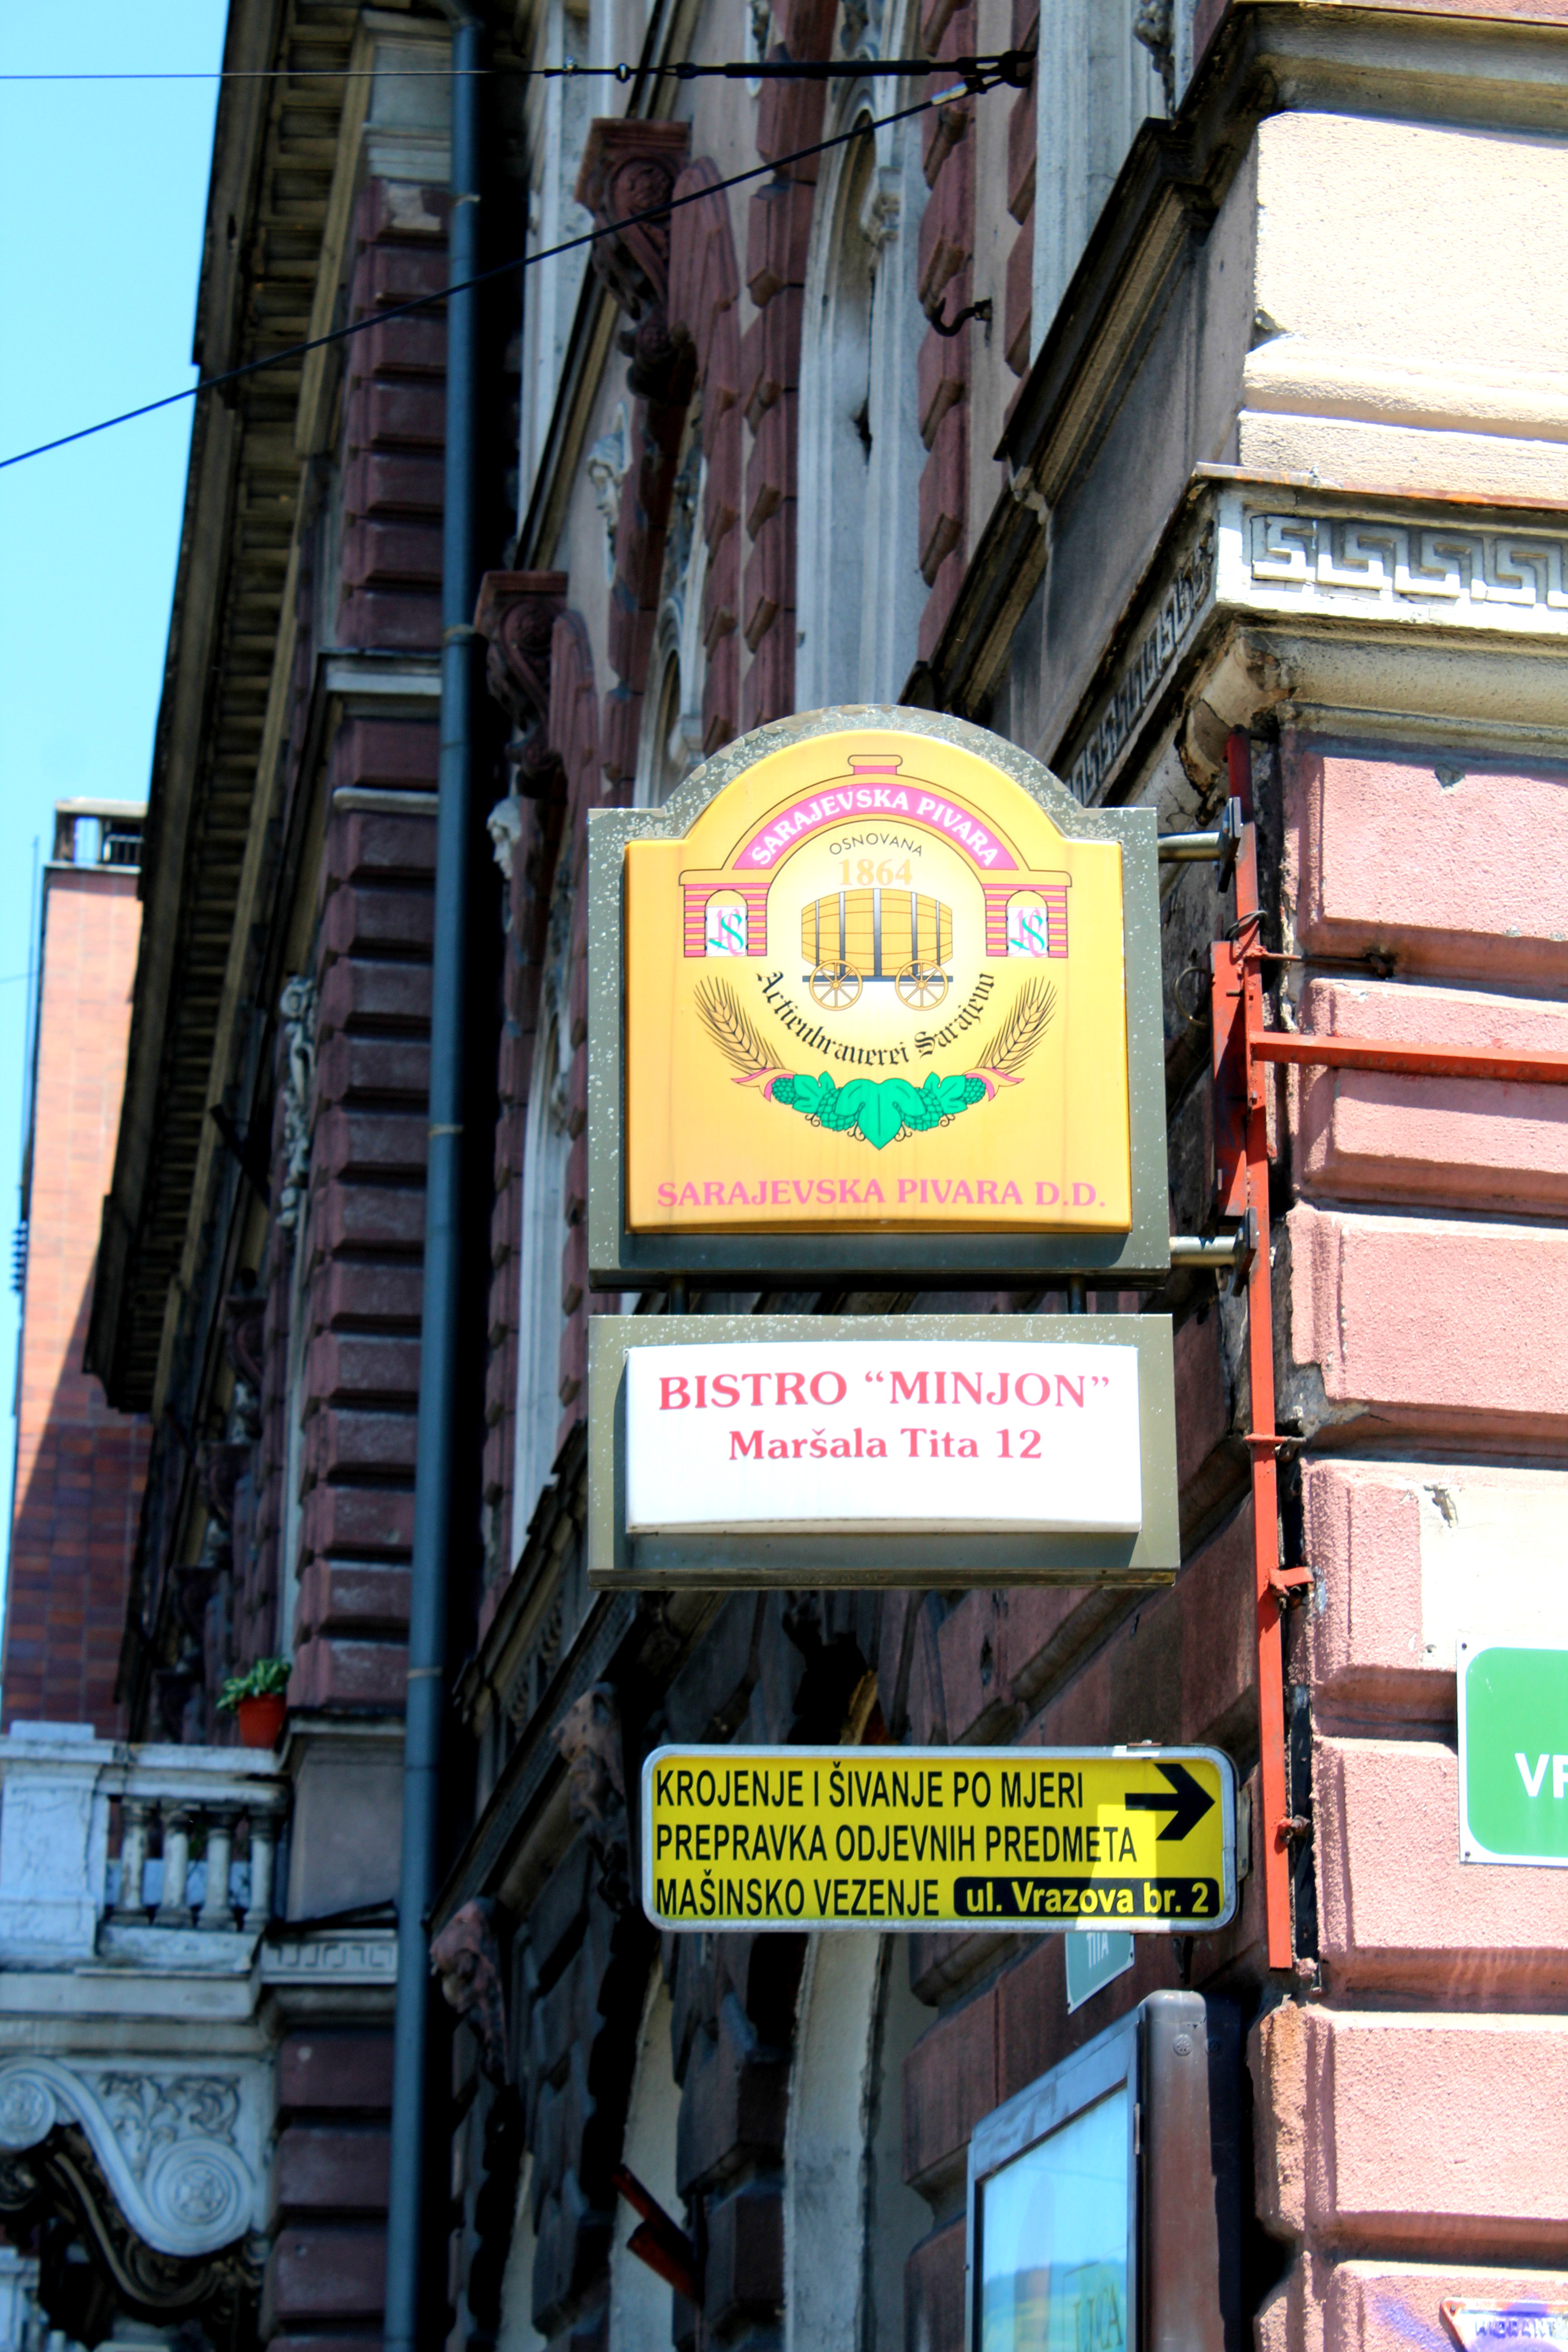 SARAJEVSKA PIVARA
OSNOVANA
1864
Actienbrauerei Sarajevo
SARAJEVSKA PIVARA D.D.
BISTRO “MINJON”
Maršala Tita 12
KROJENJE I ŠIVANJE PO MJERI
PREPRAVKA ODJEVNIH PREDMETA
MAŠINSKO VEZENJE ul. Vrazova br. 2
TITA